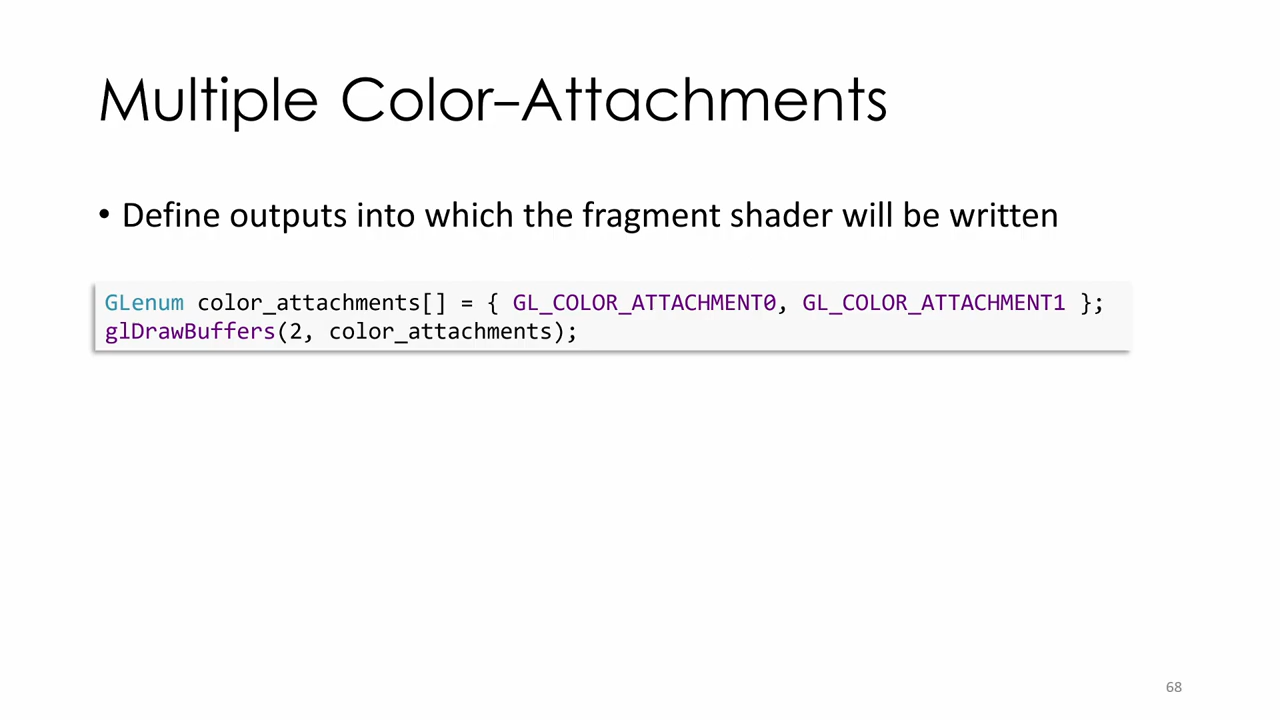 Multiple Color–Attachments
• Define outputs into which the fragment shader will be written
GLenum color_attachments[] = { GL_COLOR_ATTACHMENT0, GL_COLOR_ATTACHMENT1 };
glDrawBuffers(2, color_attachments);
68